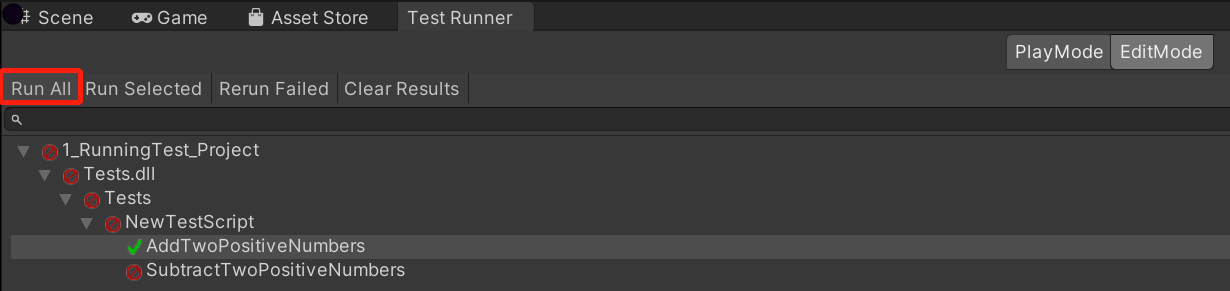 Scene Game Asset Store Test Runner
PlayMode EditMode
Run All Run Selected Rerun Failed Clear Results
1_RunningTest_Project
Tests.dll
Tests
NewTestScript
AddTwoPositiveNumbers
SubtractTwoPositiveNumbers